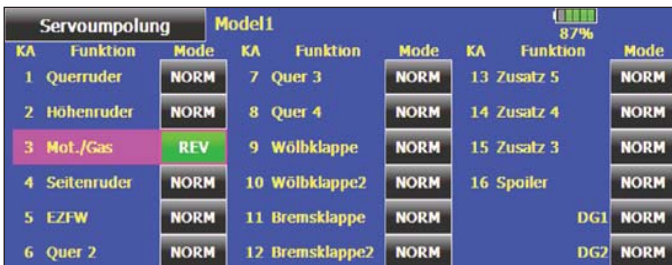 Servoumpolung Model1 87%
KA Funktion Mode KA Funktion Mode KA Funktion Mode
1 Querruder NORM 7 Quer 3 NORM 13 Zusatz 5 NORM
2 Höhenruder NORM 8 Quer 4 NORM 14 Zusatz 4 NORM
3 Mot./Gas REV 9 Wölbklappe NORM 15 Zusatz 3 NORM
4 Seitenruder NORM 10 Wölbklappe2 NORM 16 Spoiler NORM
5 EZFW NORM 11 Bremsklappe NORM DG1 NORM
6 Quer 2 NORM 12 Bremsklappe2 NORM DG2 NORM